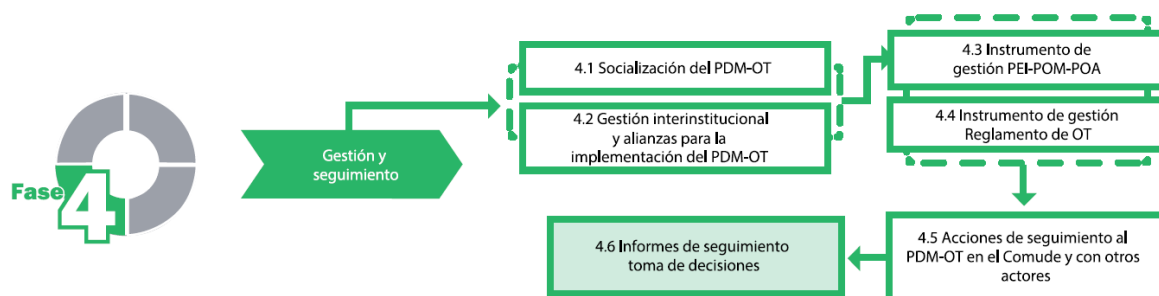 Fase 4
Gestión y
seguimiento
4.1 Socialización del PDM-OT
4.2 Gestión interinstitucional
y alianzas para la
implementación del PDM-OT
4.3 Instrumento de
gestión PEI-POM-POA
4.4 Instrumento de gestión
Reglamento de OT
4.5 Acciones de seguimiento al
PDM-OT en el Comude y con otros
actores
4.6 Informes de seguimiento
toma de decisiones